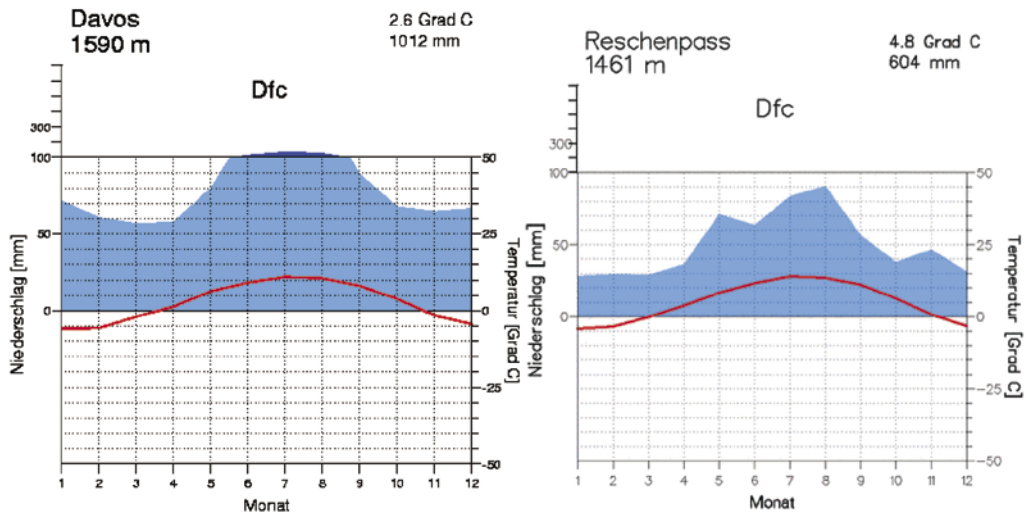 Davos
1590 m
2.6 Grad C
1012 mm
Dfc
300
100
50
0
Niederschlag [mm]
50
25
0
-25
-50
Temperatur [Grad C]
1 2 3 4 5 6 7 8 9 10 11 12
Monat
Reschenpass
1461 m
4.8 Grad C
604 mm
Dfc
300
100
50
0
Niederschlag [mm]
50
25
0
-25
-50
Temperatur [Grad C]
1 2 3 4 5 6 7 8 9 10 11 12
Monat